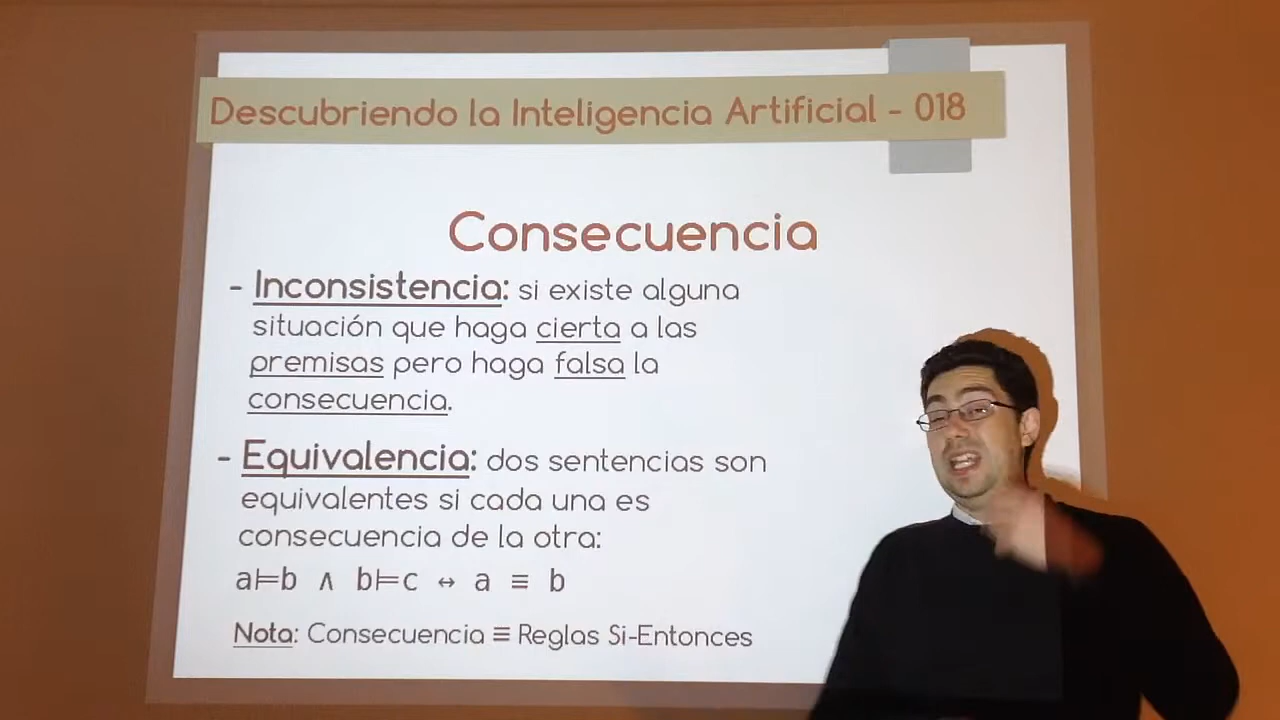 Descubriendo la Inteligencia Artificial - 018
Consecuencia
- Inconsistencia: si existe alguna
situación que haga cierta a las
premisas pero haga falsa la
consecuencia.
- Equivalencia: dos sentencias son
equivalentes si cada una es
consecuencia de la otra:
a⊨b ∧ b⊨c ↔ a ≡ b
Nota: Consecuencia ≡ Reglas Si-Entonces